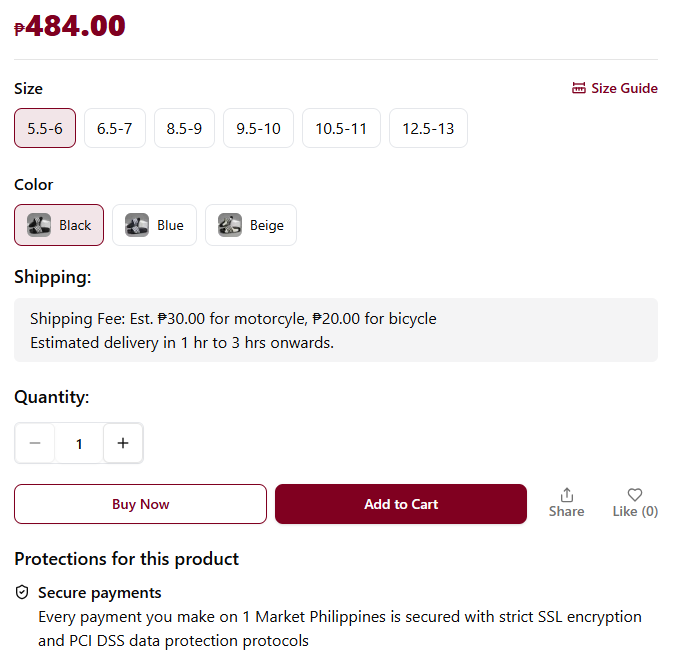 ₱484.00
Size
Size Guide
5.5-6 6.5-7 8.5-9 9.5-10 10.5-11 12.5-13
Color
Black Blue Beige
Shipping:
Shipping Fee: Est. ₱30.00 for motorcyle, ₱20.00 for bicycle
Estimated delivery in 1 hr to 3 hrs onwards.
Quantity:
− 1 +
Buy Now Add to Cart Share Like (0)
Protections for this product
Secure payments
Every payment you make on 1 Market Philippines is secured with strict SSL encryption
and PCI DSS data protection protocols